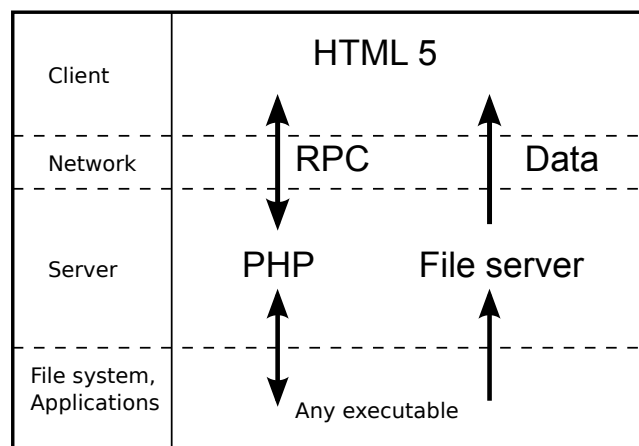 Client
HTML 5
Network
RPC
Data
Server
PHP
File server
File system,
Applications
Any executable